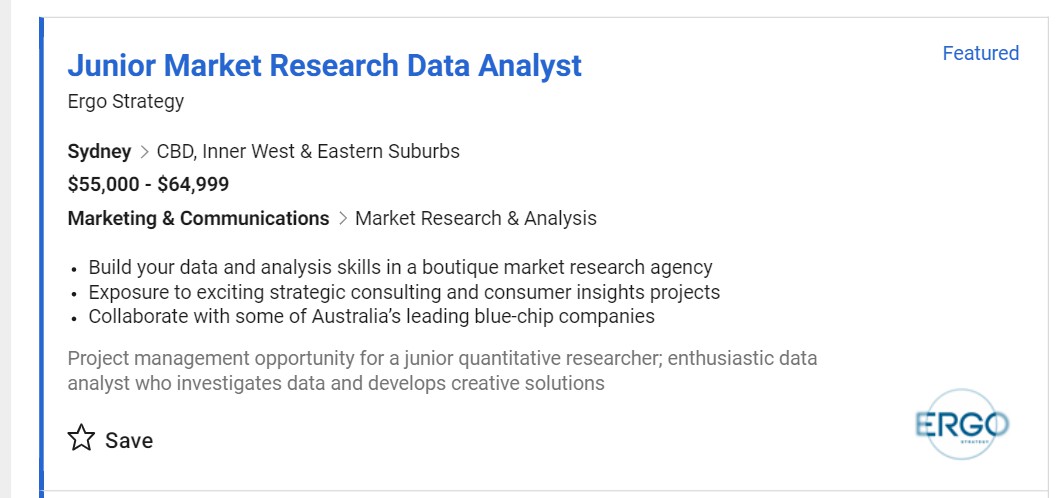 Junior Market Research Data Analyst
Featured
Ergo Strategy
Sydney > CBD, Inner West & Eastern Suburbs
$55,000 - $64,999
Marketing & Communications > Market Research & Analysis
• Build your data and analysis skills in a boutique market research agency
• Exposure to exciting strategic consulting and consumer insights projects
• Collaborate with some of Australia’s leading blue-chip companies
Project management opportunity for a junior quantitative researcher; enthusiastic data
analyst who investigates data and develops creative solutions
Save
ERGO
STRATEGY